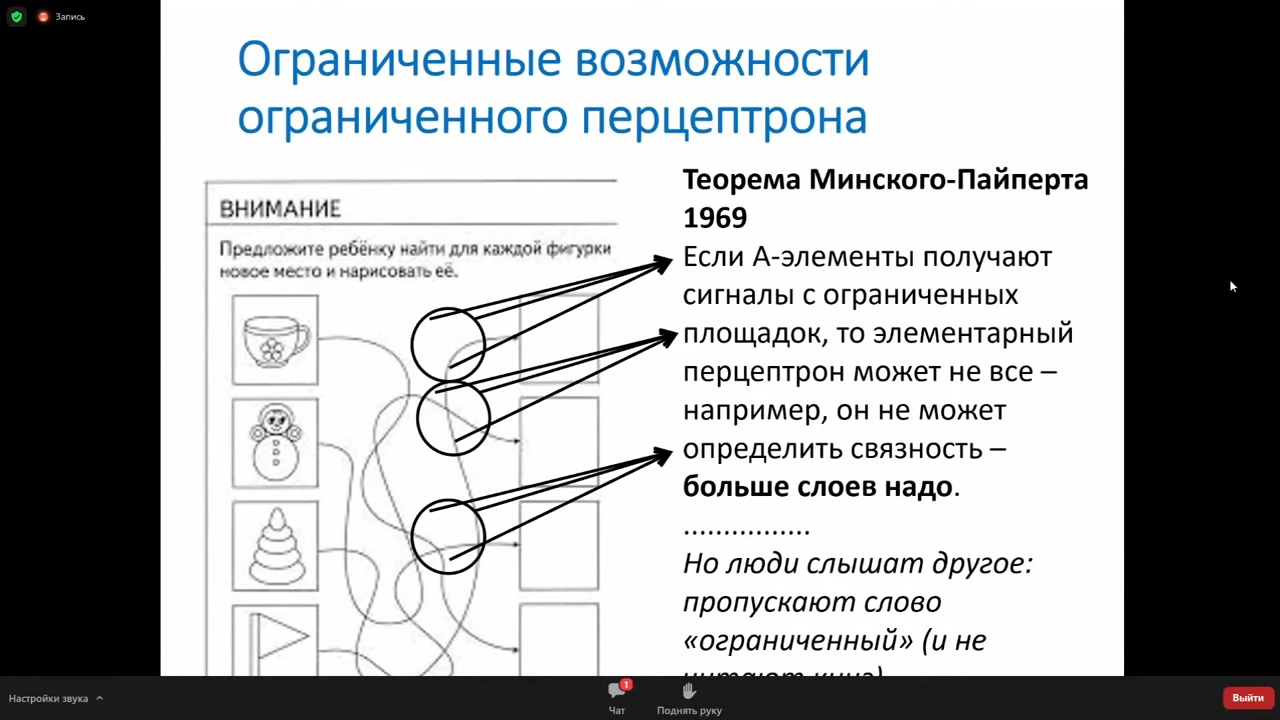 Запись
Ограниченные возможности
ограниченного перцептрона
ВНИМАНИЕ
Предложите ребёнку найти для каждой фигурки
новое место и нарисовать её.
Теорема Минского-Пайперта
1969
Если А-элементы получают
сигналы с ограниченных
площадок, то элементарный
перцептрон может не все –
например, он не может
определить связность –
больше слоев надо.
................
Но люди слышат другое:
пропускают слово
«ограниченный» (и не
Настройки звука
1
Чат
Поднять руку
Выйти